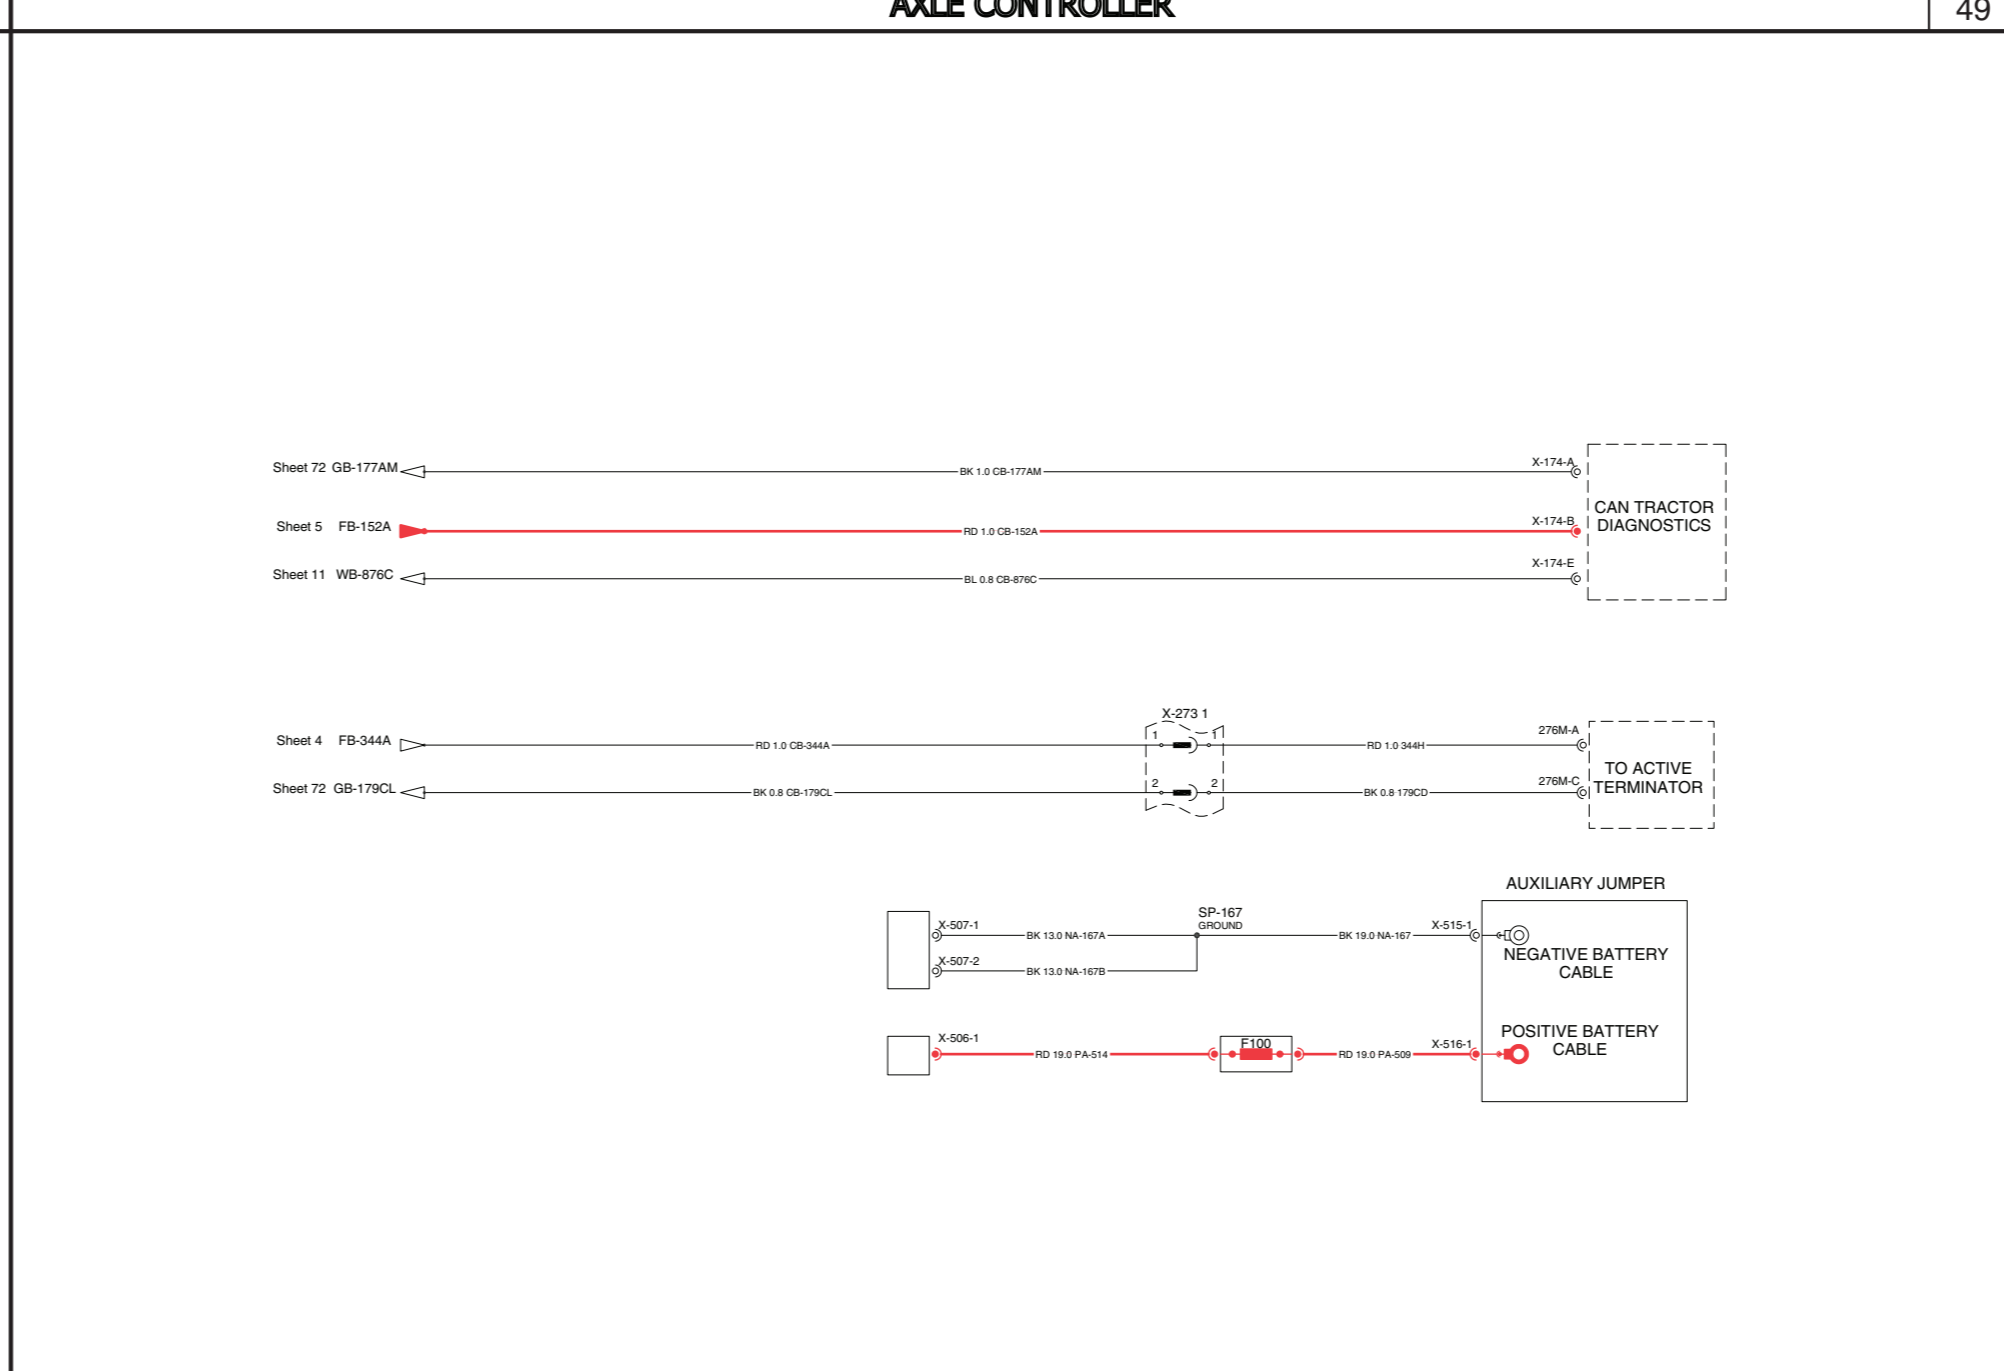 AXLE CONTROLLER
49
Sheet 72 GB-177AM
BK 1.0 CB-177AM
X-174-A
Sheet 5 FB-152A
RD 1.0 CB-152A
X-174-B
Sheet 11 WB-876C
BL 0.8 CB-876C
X-174-E
CAN TRACTOR
DIAGNOSTICS
X-273 1
Sheet 4 FB-344A
RD 1.0 CB-344A
1
1
RD 1.0 344H
276M-A
Sheet 72 GB-179CL
BK 0.8 CB-179CL
2
2
BK 0.8 179CD
276M-C
TO ACTIVE
TERMINATOR
AUXILIARY JUMPER
X-507-1
BK 13.0 NA-167A
SP-167
GROUND
BK 19.0 NA-167
X-515-1
X-507-2
BK 13.0 NA-167B
NEGATIVE BATTERY
CABLE
X-506-1
RD 19.0 PA-514
F100
RD 19.0 PA-509
X-516-1
POSITIVE BATTERY
CABLE